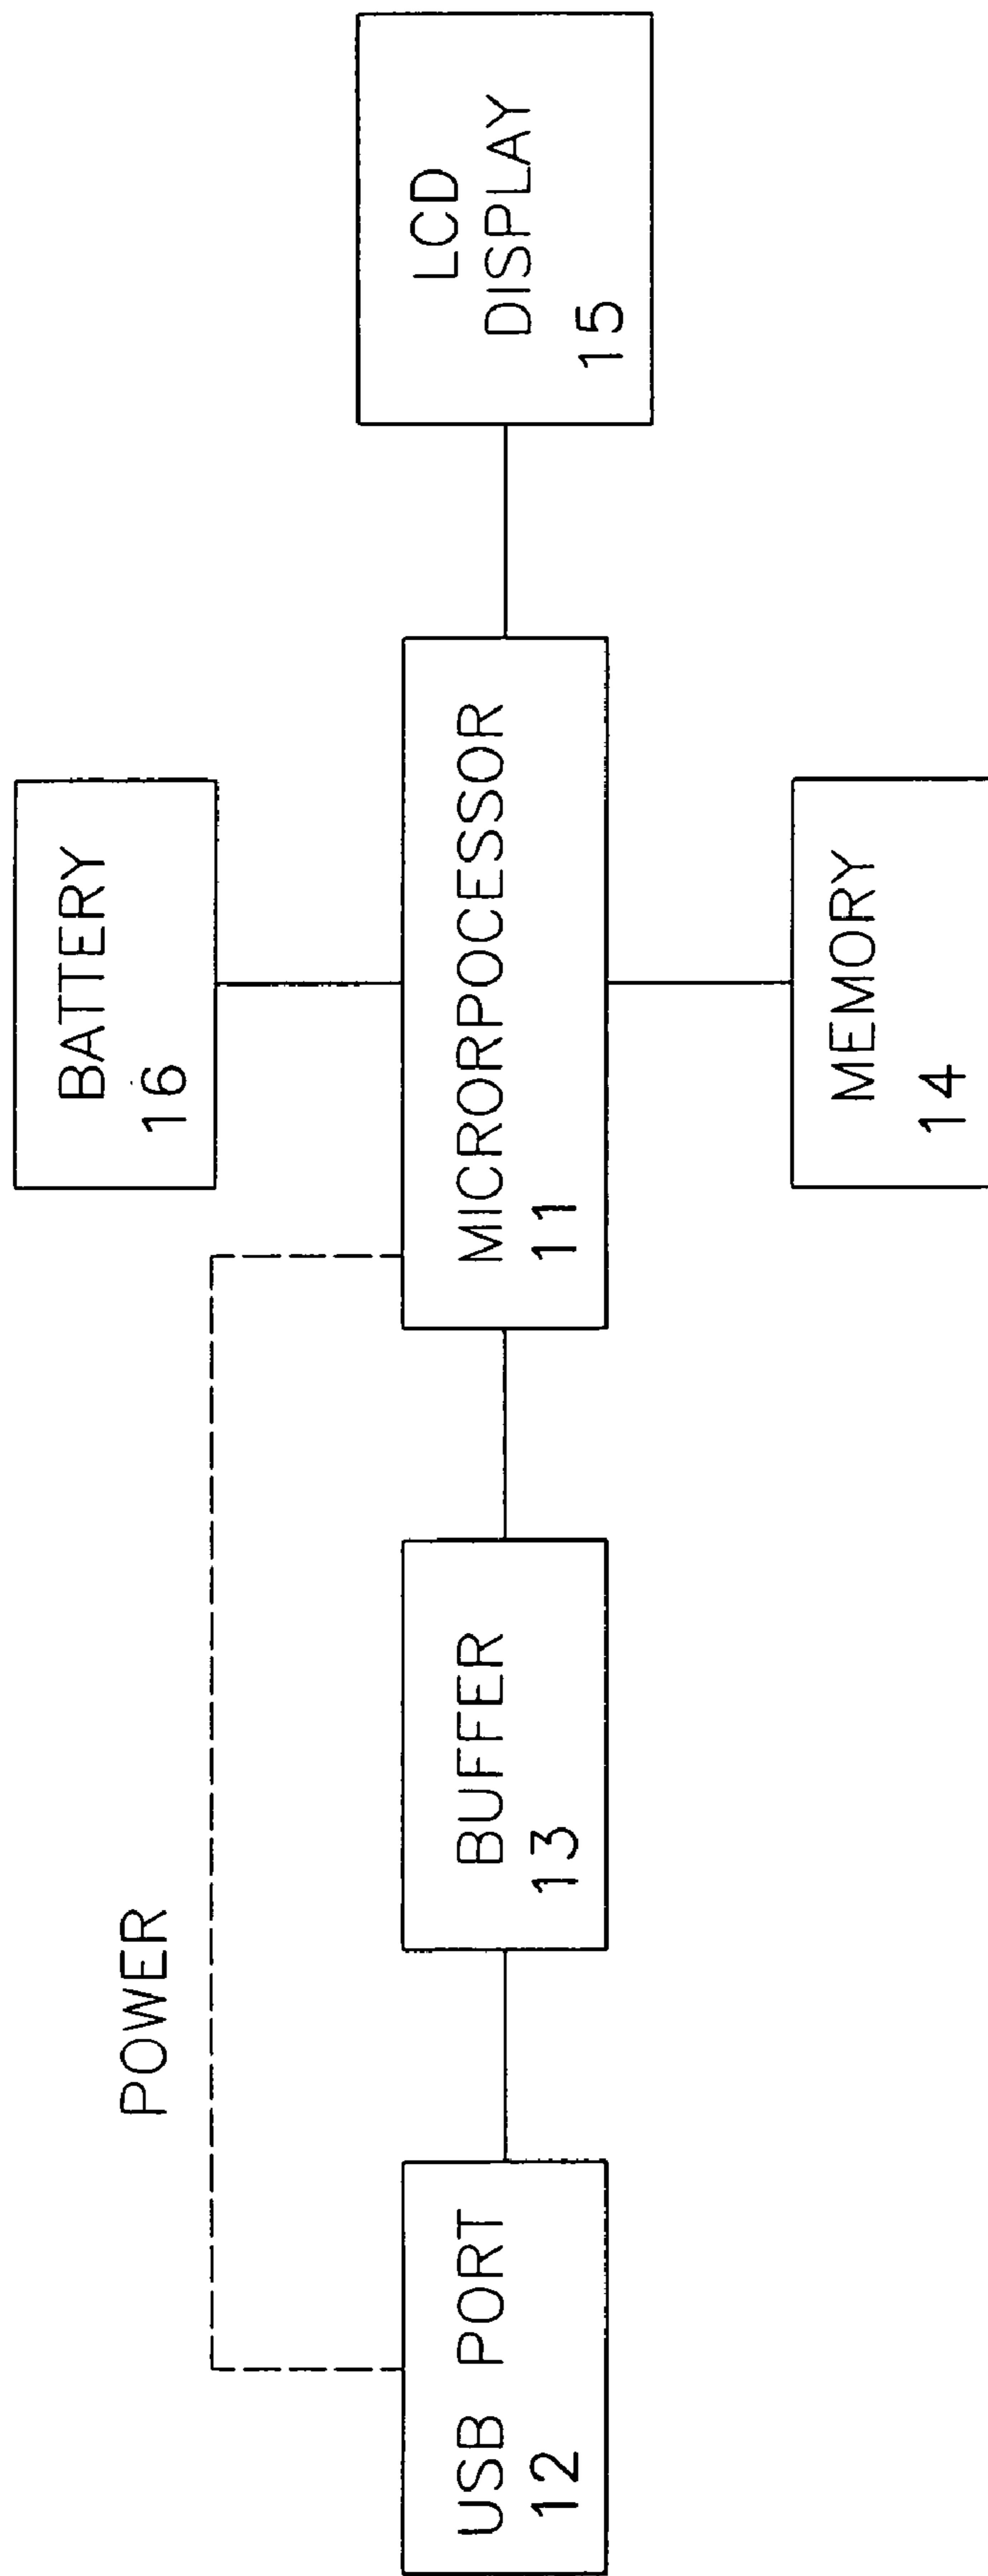 BATTERY
16
POWER
USB PORT
12
BUFFER
13
MICRORPOCESSOR
11
LCD
DISPLAY
15
MEMORY
14